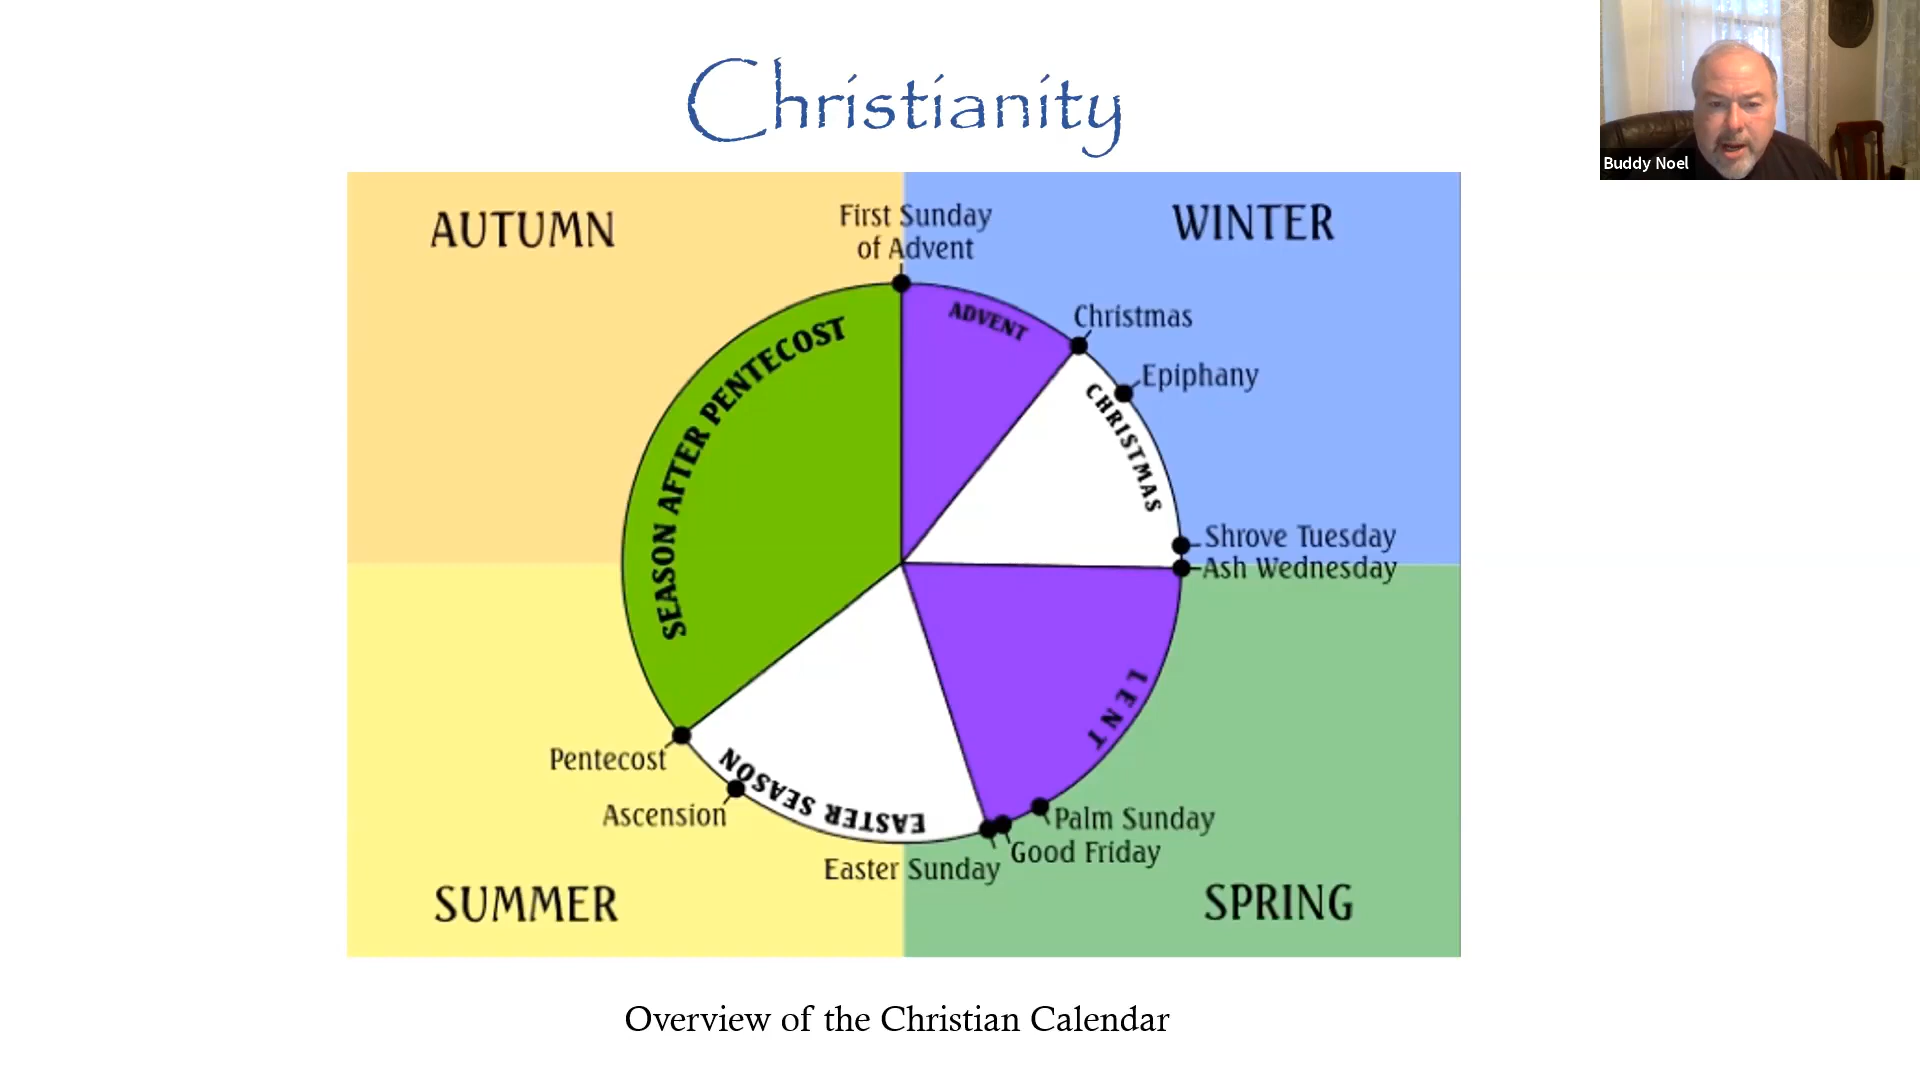 Christianity
Buddy Noel
AUTUMN
WINTER
First Sunday
of Advent
ADVENT
Christmas
Epiphany
CHRISTMAS
SEASON AFTER PENTECOST
Shrove Tuesday
Ash Wednesday
LENT
Pentecost
EASTER SEASON
Ascension
Palm Sunday
Good Friday
Easter Sunday
SUMMER
SPRING
Overview of the Christian Calendar